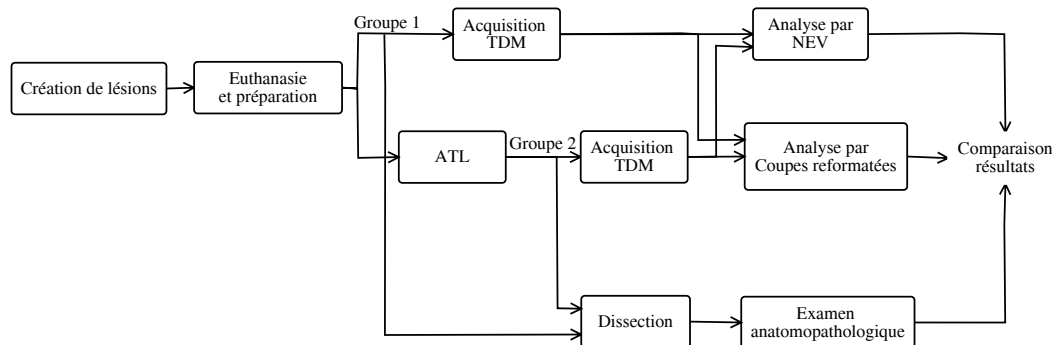 Groupe 1
Acquisition
TDM
Analyse par
NEV
Création de lésions
Euthanasie
et préparation
Groupe 2
ATL
Acquisition
TDM
Analyse par
Coupes reformatées
Comparaison
résultats
Dissection
Examen
anatomopathologique